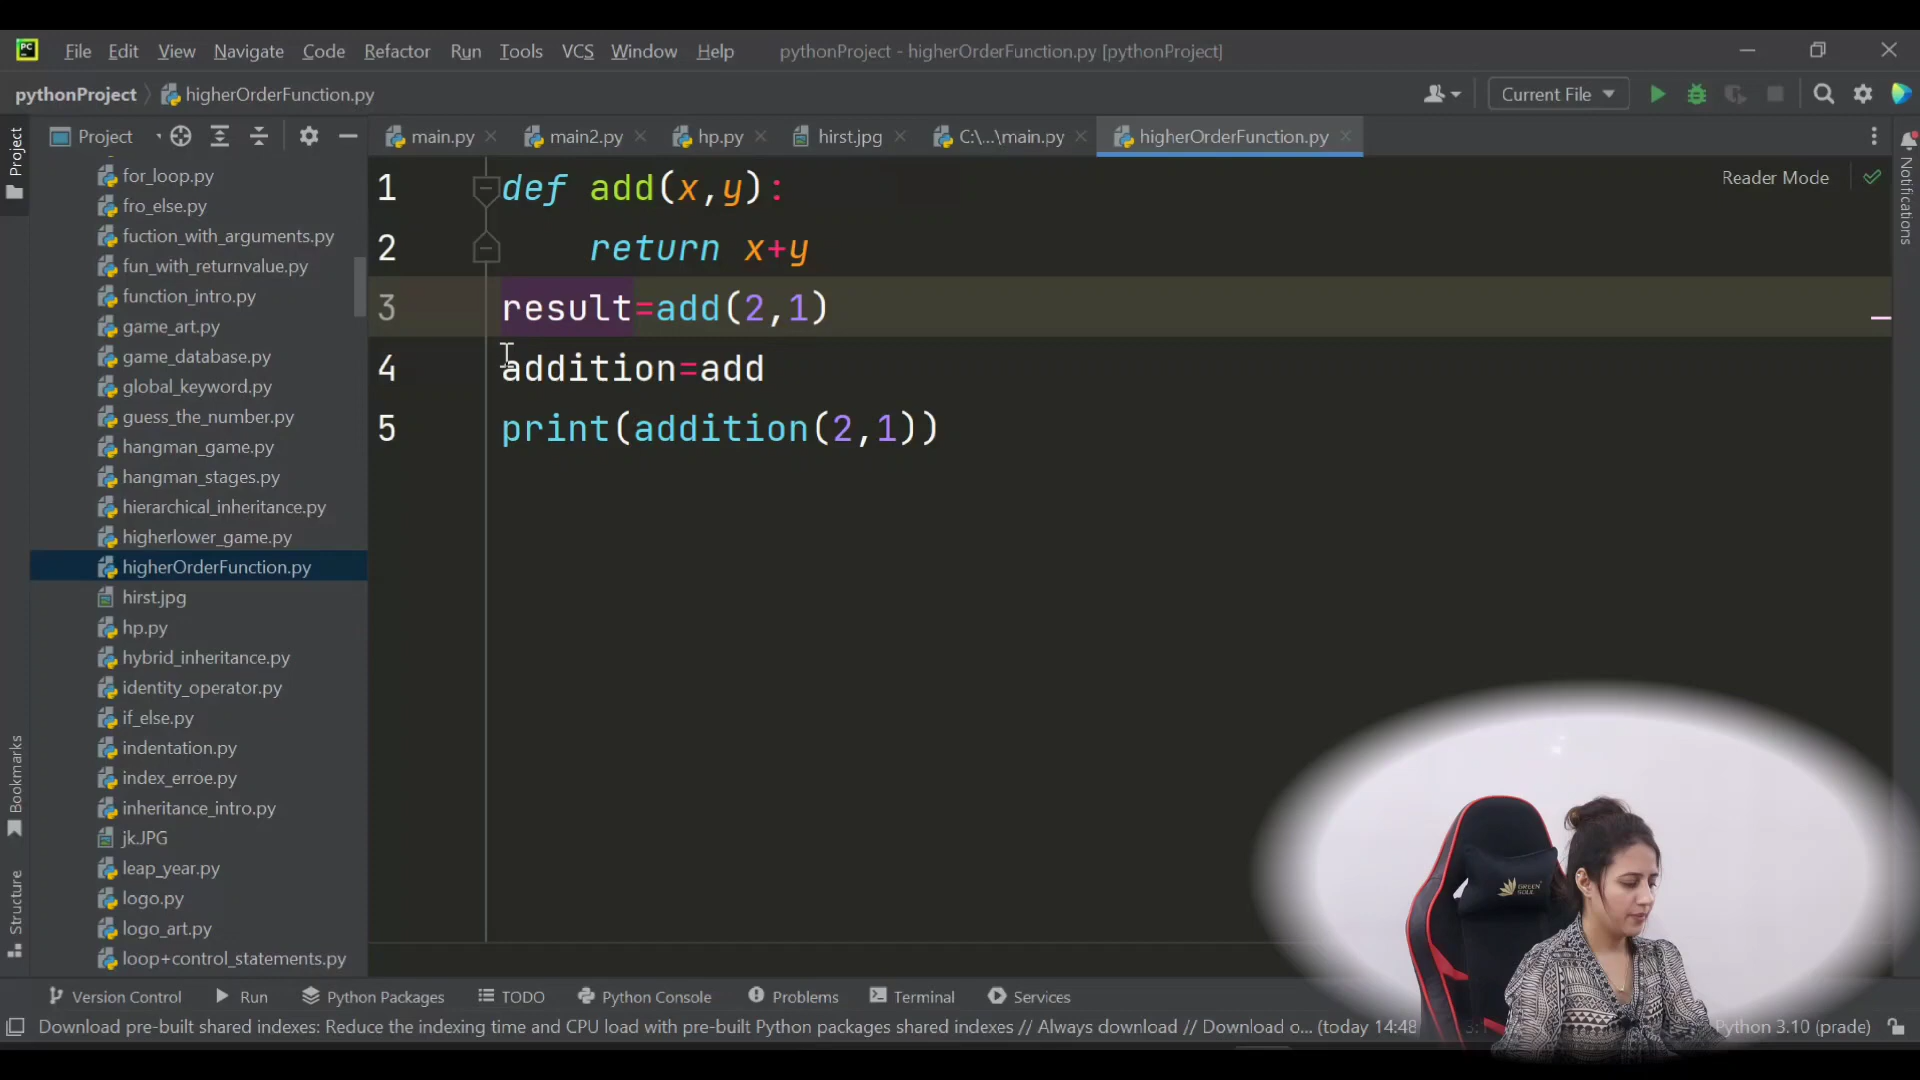 PC File Edit View Navigate Code Refactor Run Tools VCS Window Help pythonProject - higherOrderFunction.py [pythonProject]
pythonProject higherOrderFunction.py Current File
Project main.py main2.py hp.py hirst.jpg C:\...\main.py higherOrderFunction.py
Project
for_loop.py
fro_else.py
fuction_with_arguments.py
fun_with_returnvalue.py
function_intro.py
game_art.py
game_database.py
global_keyword.py
guess_the_number.py
hangman_game.py
hangman_stages.py
hierarchical_inheritance.py
higherlower_game.py
higherOrderFunction.py
hirst.jpg
hp.py
hybrid_inheritance.py
identity_operator.py
if_else.py
indentation.py
index_erroe.py
inheritance_intro.py
jk.JPG
leap_year.py
logo.py
logo_art.py
loop+control_statements.py
Bookmarks
Structure
1 def add(x,y):
2 return x+y
3 result=add(2,1)
4 addition=add
5 print(addition(2,1))
Reader Mode
Notifications
GREEN SOUL
Version Control Run Python Packages TODO Python Console Problems Terminal Services
Download pre-built shared indexes: Reduce the indexing time and CPU load with pre-built Python packages shared indexes // Always download // Download o... (today 14:48 Python 3.10 (prade)